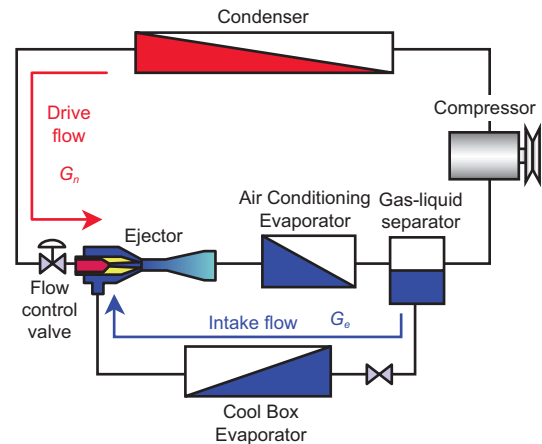 Condenser
Compressor
Drive
flow
Gn
Air Conditioning
Evaporator
Gas-liquid
separator
Ejector
Flow
control
valve
Intake flow
Ge
Cool Box
Evaporator